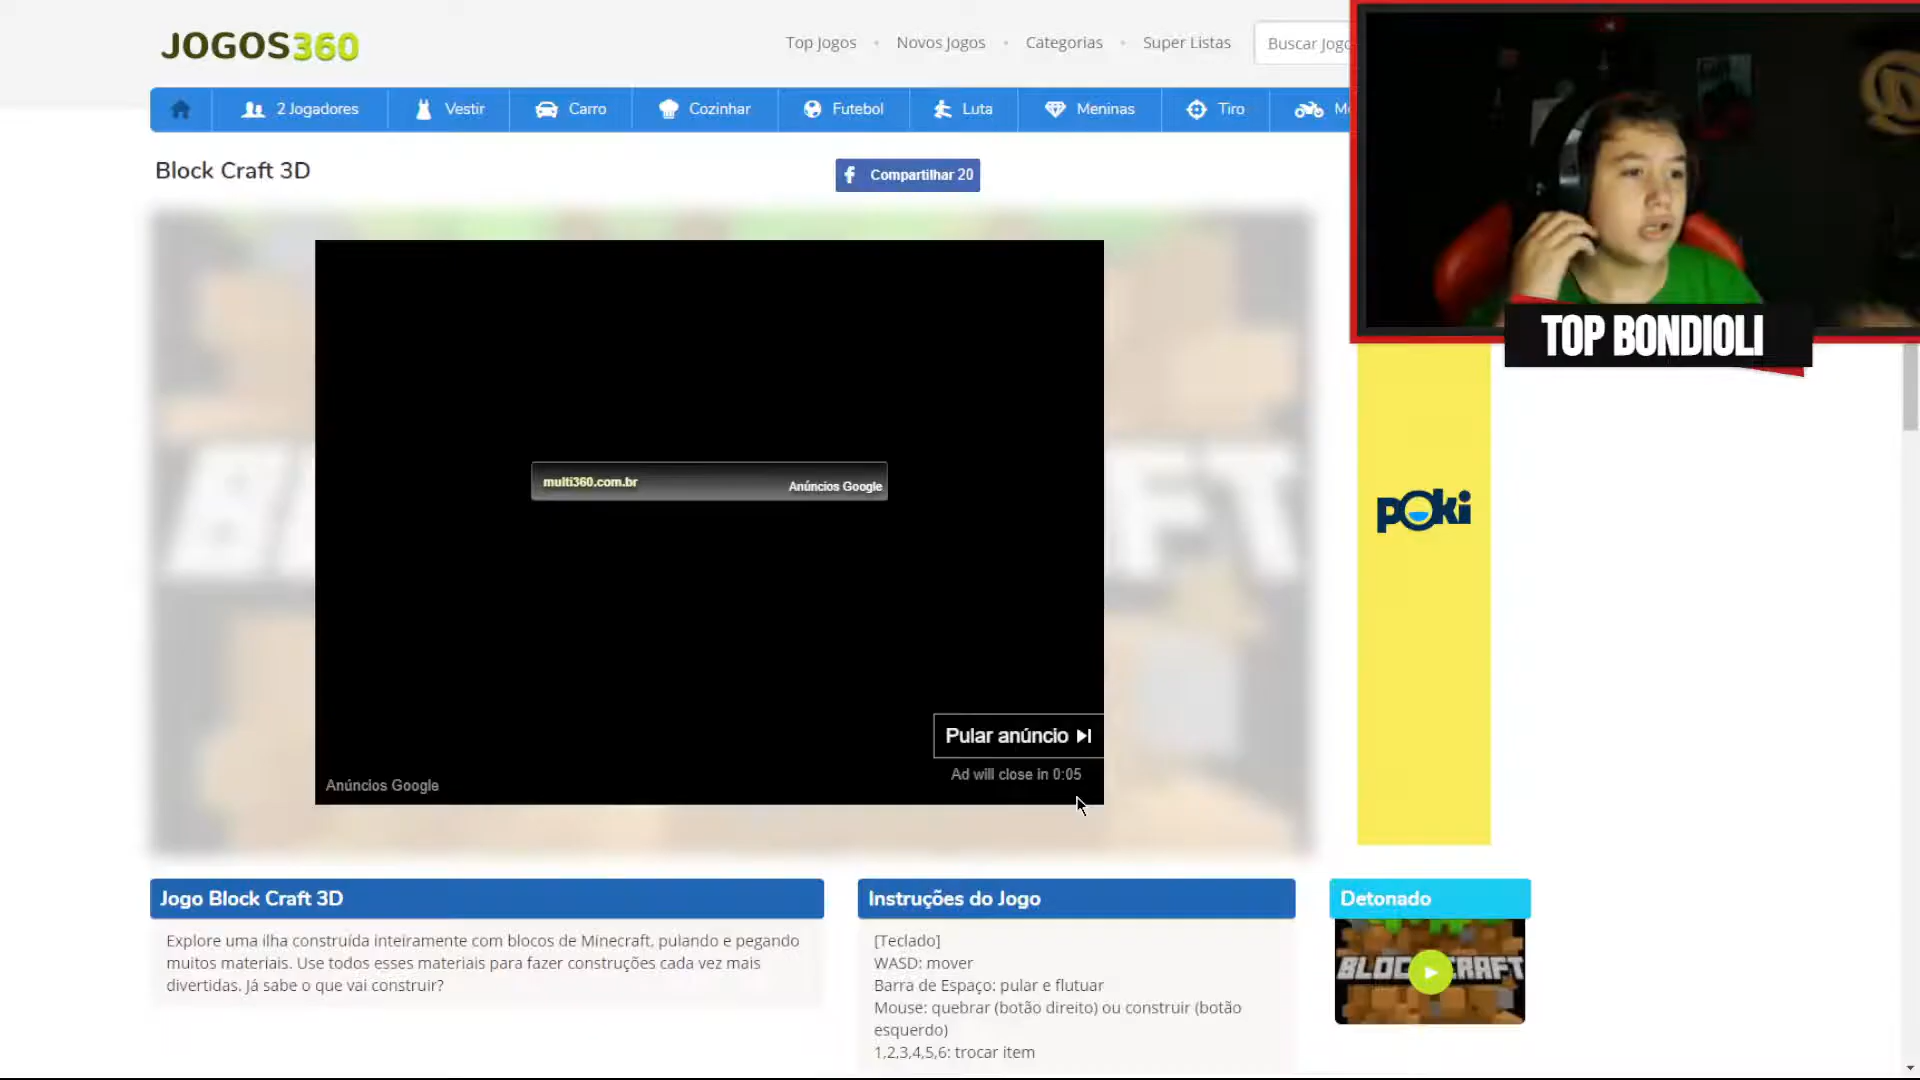 JOGOS360
Top Jogos • Novos Jogos • Categorias • Super Listas
Buscar Jogo
2 Jogadores Vestir Carro Cozinhar Futebol Luta Meninas Tiro
Block Craft 3D
Compartilhar 20
TOP BONDIOLI
multi360.com.br
Anúncios Google
poki
Pular anúncio
Ad will close in 0:05
Anúncios Google
Jogo Block Craft 3D
Explore uma ilha construída inteiramente com blocos de Minecraft, pulando e pegando
muitos materiais. Use todos esses materiais para fazer construções cada vez mais
divertidas. Já sabe o que vai construir?
Instruções do Jogo
[Teclado]
WASD: mover
Barra de Espaço: pular e flutuar
Mouse: quebrar (botão direito) ou construir (botão
esquerdo)
1,2,3,4,5,6: trocar item
Detonado